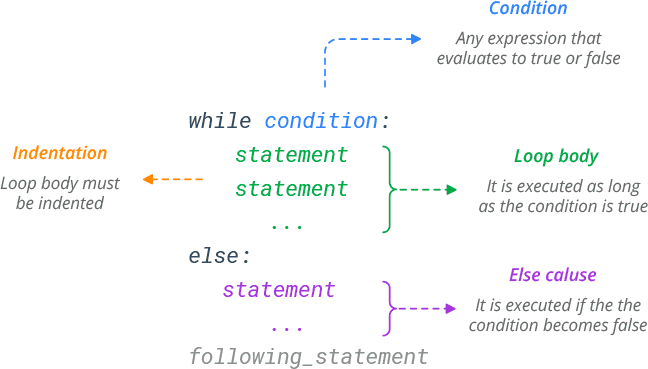 Condition
Any expression that
evaluates to true or false
while condition:
statement
statement
...
else:
statement
...
following_statement
Indentation
Loop body must
be indented
Loop body
It is executed as long
as the condition is true
Else caluse
It is executed if the the
condition becomes false